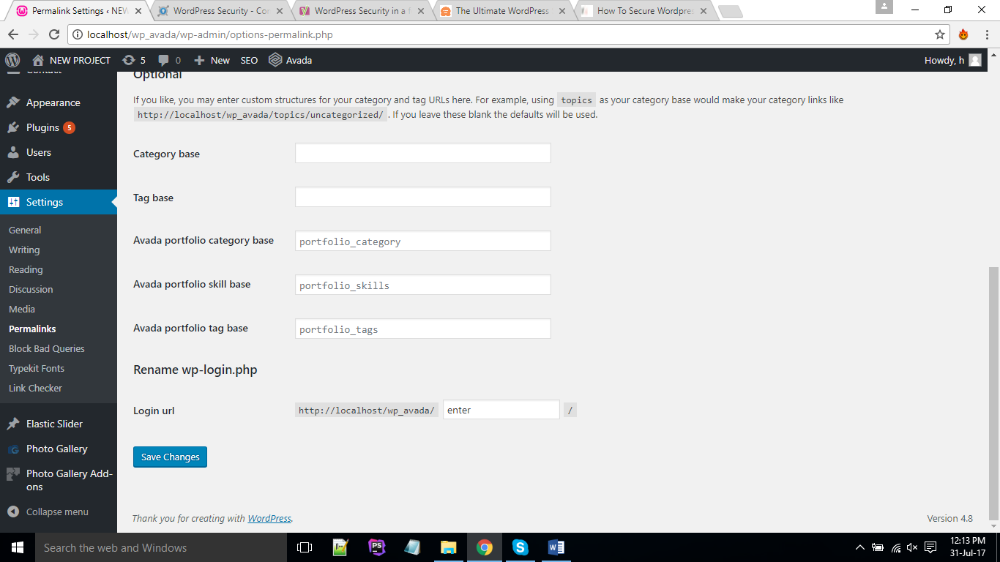 Permalink Settings ‹ NEW
WordPress Security - Co
WordPress Security in a f
The Ultimate WordPress
How To Secure Wordpre
localhost/wp_avada/wp-admin/options-permalink.php
NEW PROJECT 5 0 New SEO Avada Howdy, h
Contact
Appearance
Plugins 5
Users
Tools
Settings
General
Writing
Reading
Discussion
Media
Permalinks
Block Bad Queries
Typekit Fonts
Link Checker
Elastic Slider
Photo Gallery
Photo Gallery Add-
ons
Collapse menu
Optional
If you like, you may enter custom structures for your category and tag URLs here. For example, using topics as your category base would make your category links like
http://localhost/wp_avada/topics/uncategorized/ . If you leave these blank the defaults will be used.
Category base
Tag base
Avada portfolio category base portfolio_category
Avada portfolio skill base portfolio_skills
Avada portfolio tag base portfolio_tags
Rename wp-login.php
Login url http://localhost/wp_avada/ enter /
Save Changes
Thank you for creating with WordPress. Version 4.8
Search the web and Windows
PS
12:13 PM
31-Jul-17